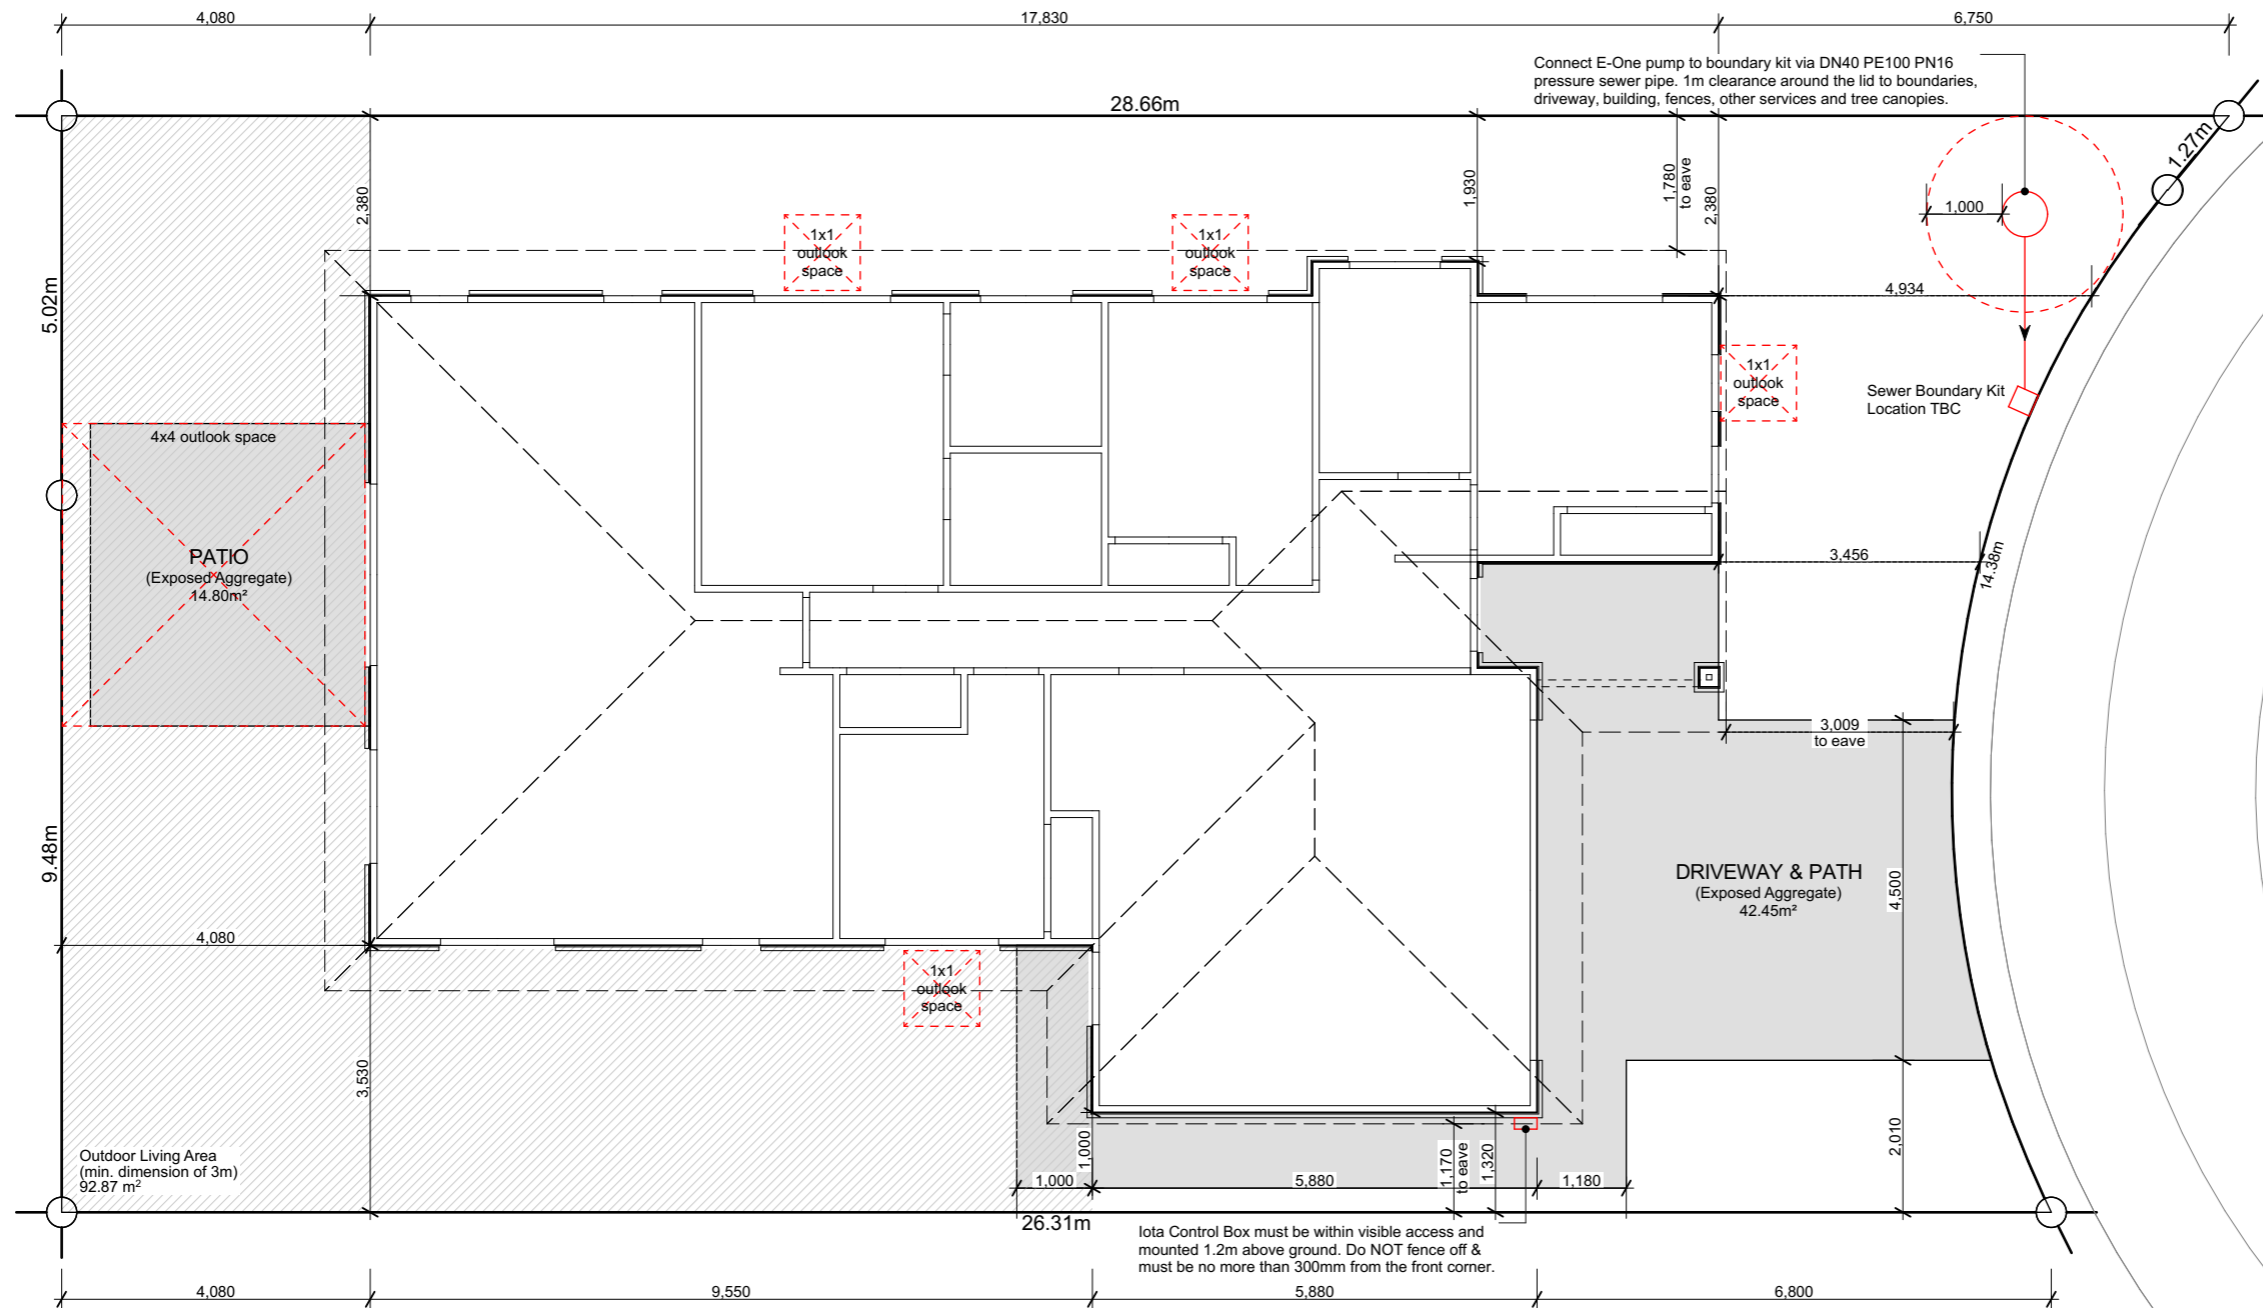 4,080
17,830
6,750
Connect E-One pump to boundary kit via DN40 PE100 PN16
pressure sewer pipe. 1m clearance around the lid to boundaries,
driveway, building, fences, other services and tree canopies.
28.66m
1.27m
2,380
1,930
1,780
to eave
2,380
1,000
1x1
outlook
space
1x1
outlook
space
4,934
5.02m
1x1
outlook
space
Sewer Boundary Kit
Location TBC
4x4 outlook space
PATIO
(Exposed Aggregate)
14.80m²
3,456
14.38m
3,009
to eave
9.48m
DRIVEWAY & PATH
(Exposed Aggregate)
42.45m²
4,500
4,080
1x1
outlook
space
3,530
1,000
1,170
to eave
1,320
2,010
Outdoor Living Area
(min. dimension of 3m)
92.87 m²
1,000
5,880
1,180
26.31m
Iota Control Box must be within visible access and
mounted 1.2m above ground. Do NOT fence off &
must be no more than 300mm from the front corner.
4,080
9,550
5,880
6,800